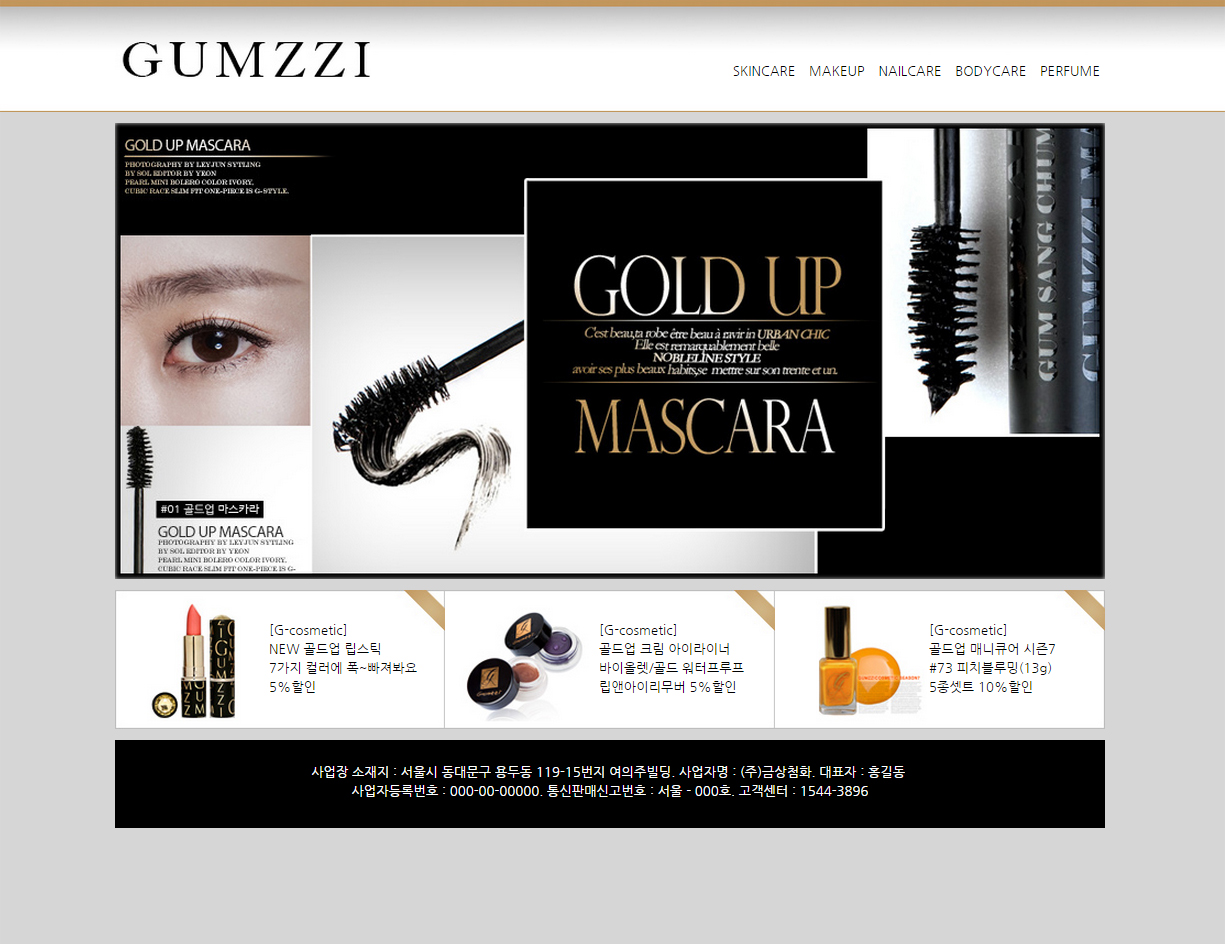 GUMZZI
SKINCARE MAKEUP NAILCARE BODYCARE PERFUME
GOLD UP MASCARA
PHOTOGRAPHY BY LEYJUN SYTLING
BY SOL EDITOR BY YEON
PEARL MINI BOLERO COLOR IVORY.
CUBIC RACE SLIM FIT ONE-PIECE IS G-STYLE.
GOLD UP
C'est beau,ta robe être beau à ravir in URBAN CHIC
Elle est remarquablement belle
NOBLELINE STYLE
avoir ses plus beaux habits,se mettre sur son trente et un.
MASCARA
GUM SANG CHUM
GUMZZI MA
#01 골드업 마스카라
GOLD UP MASCARA
PHOTOGRAPHY BY LEYJUN SYTLING
BY SOL EDITOR BY YEON
PEARL MINI BOLERO COLOR IVORY.
CUBIC RACE SLIM FIT ONE-PIECE IS G-
[G-cosmetic]
NEW 골드업 립스틱
7가지 컬러에 폭~빠져봐요
5%할인
[G-cosmetic]
골드업 크림 아이라이너
바이올렛/골드 워터프루프
립앤아이리무버 5%할인
[G-cosmetic]
골드업 매니큐어 시즌7
#73 피치블루밍(13g)
5종셋트 10%할인
사업장 소재지 : 서울시 동대문구 용두동 119-15번지 여의주빌딩. 사업자명 : (주)금상첨화. 대표자 : 홍길동
사업자등록번호 : 000-00-00000. 통신판매신고번호 : 서울 - 000호. 고객센터 : 1544-3896